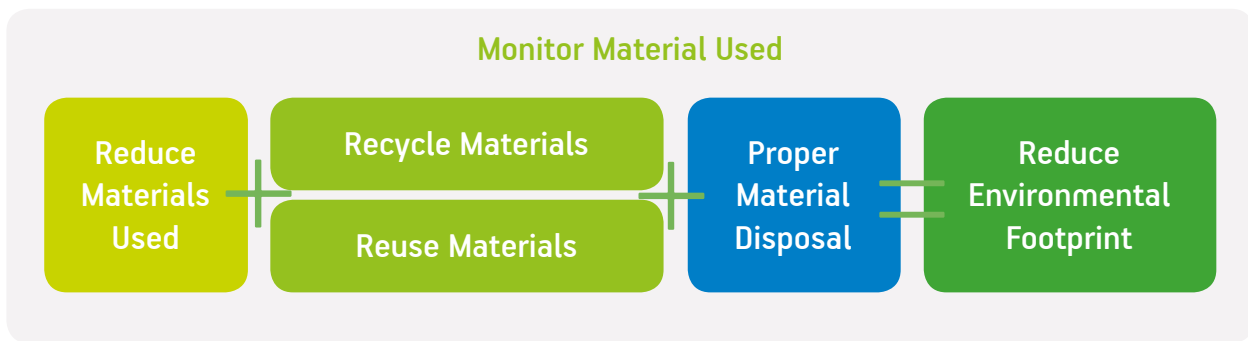 Monitor Material Used
Reduce
Materials
Used
Recycle Materials
Reuse Materials
Proper
Material
Disposal
Reduce
Environmental
Footprint